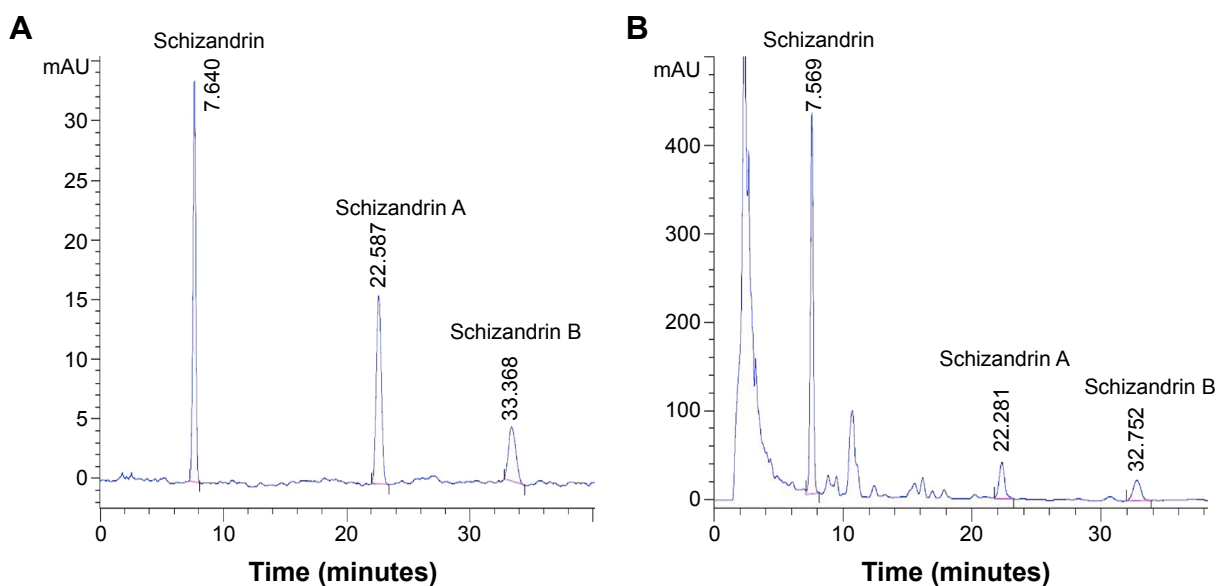 A
Schizandrin
mAU
7.640
30
25
20
15
10
5
0
Schizandrin A
22.587
Schizandrin B
33.368
0
10
20
30
Time (minutes)
B
Schizandrin
mAU
7.569
400
300
200
100
0
Schizandrin A
22.281
Schizandrin B
32.752
0
10
20
30
Time (minutes)